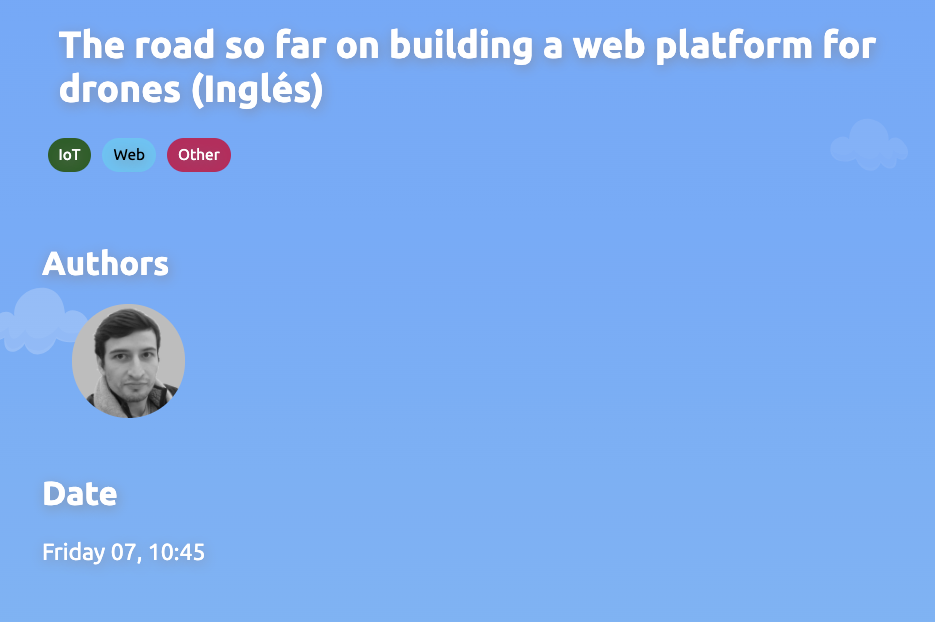 The road so far on building a web platform for
drones (Inglés)
IoT Web Other
Authors
Date
Friday 07, 10:45